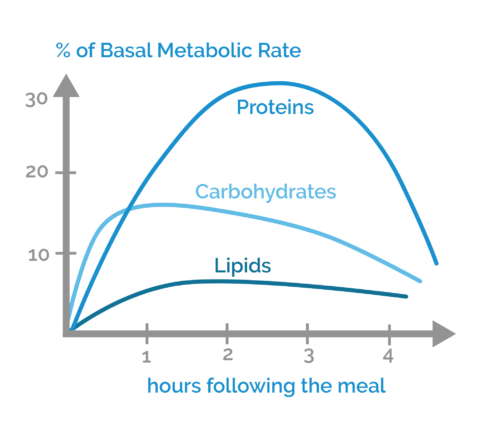 % of Basal Metabolic Rate
30
Proteins
20
Carbohydrates
10
Lipids
1 2 3 4
hours following the meal